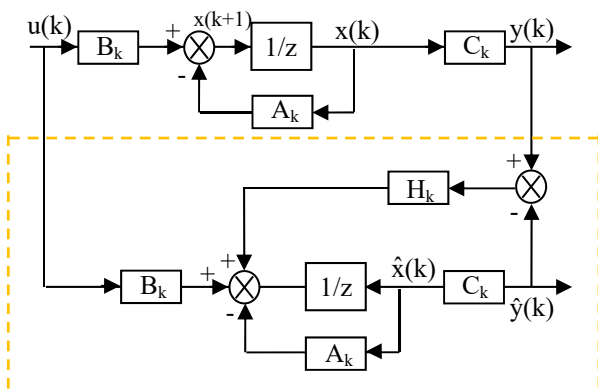 u(k)
B_k
+
x(k+1)
-
1/z
x(k)
A_k
C_k
y(k)
+
-
H_k
+
B_k
+ +
-
1/z
x̂(k)
A_k
C_k
ŷ(k)